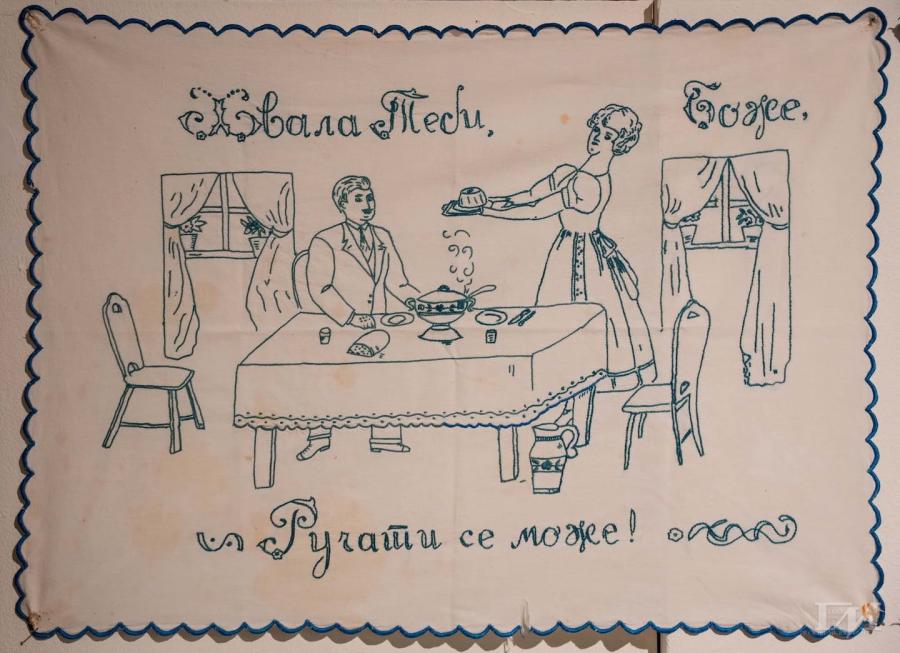 Хвала Теби, Боже,
Ручати се може!